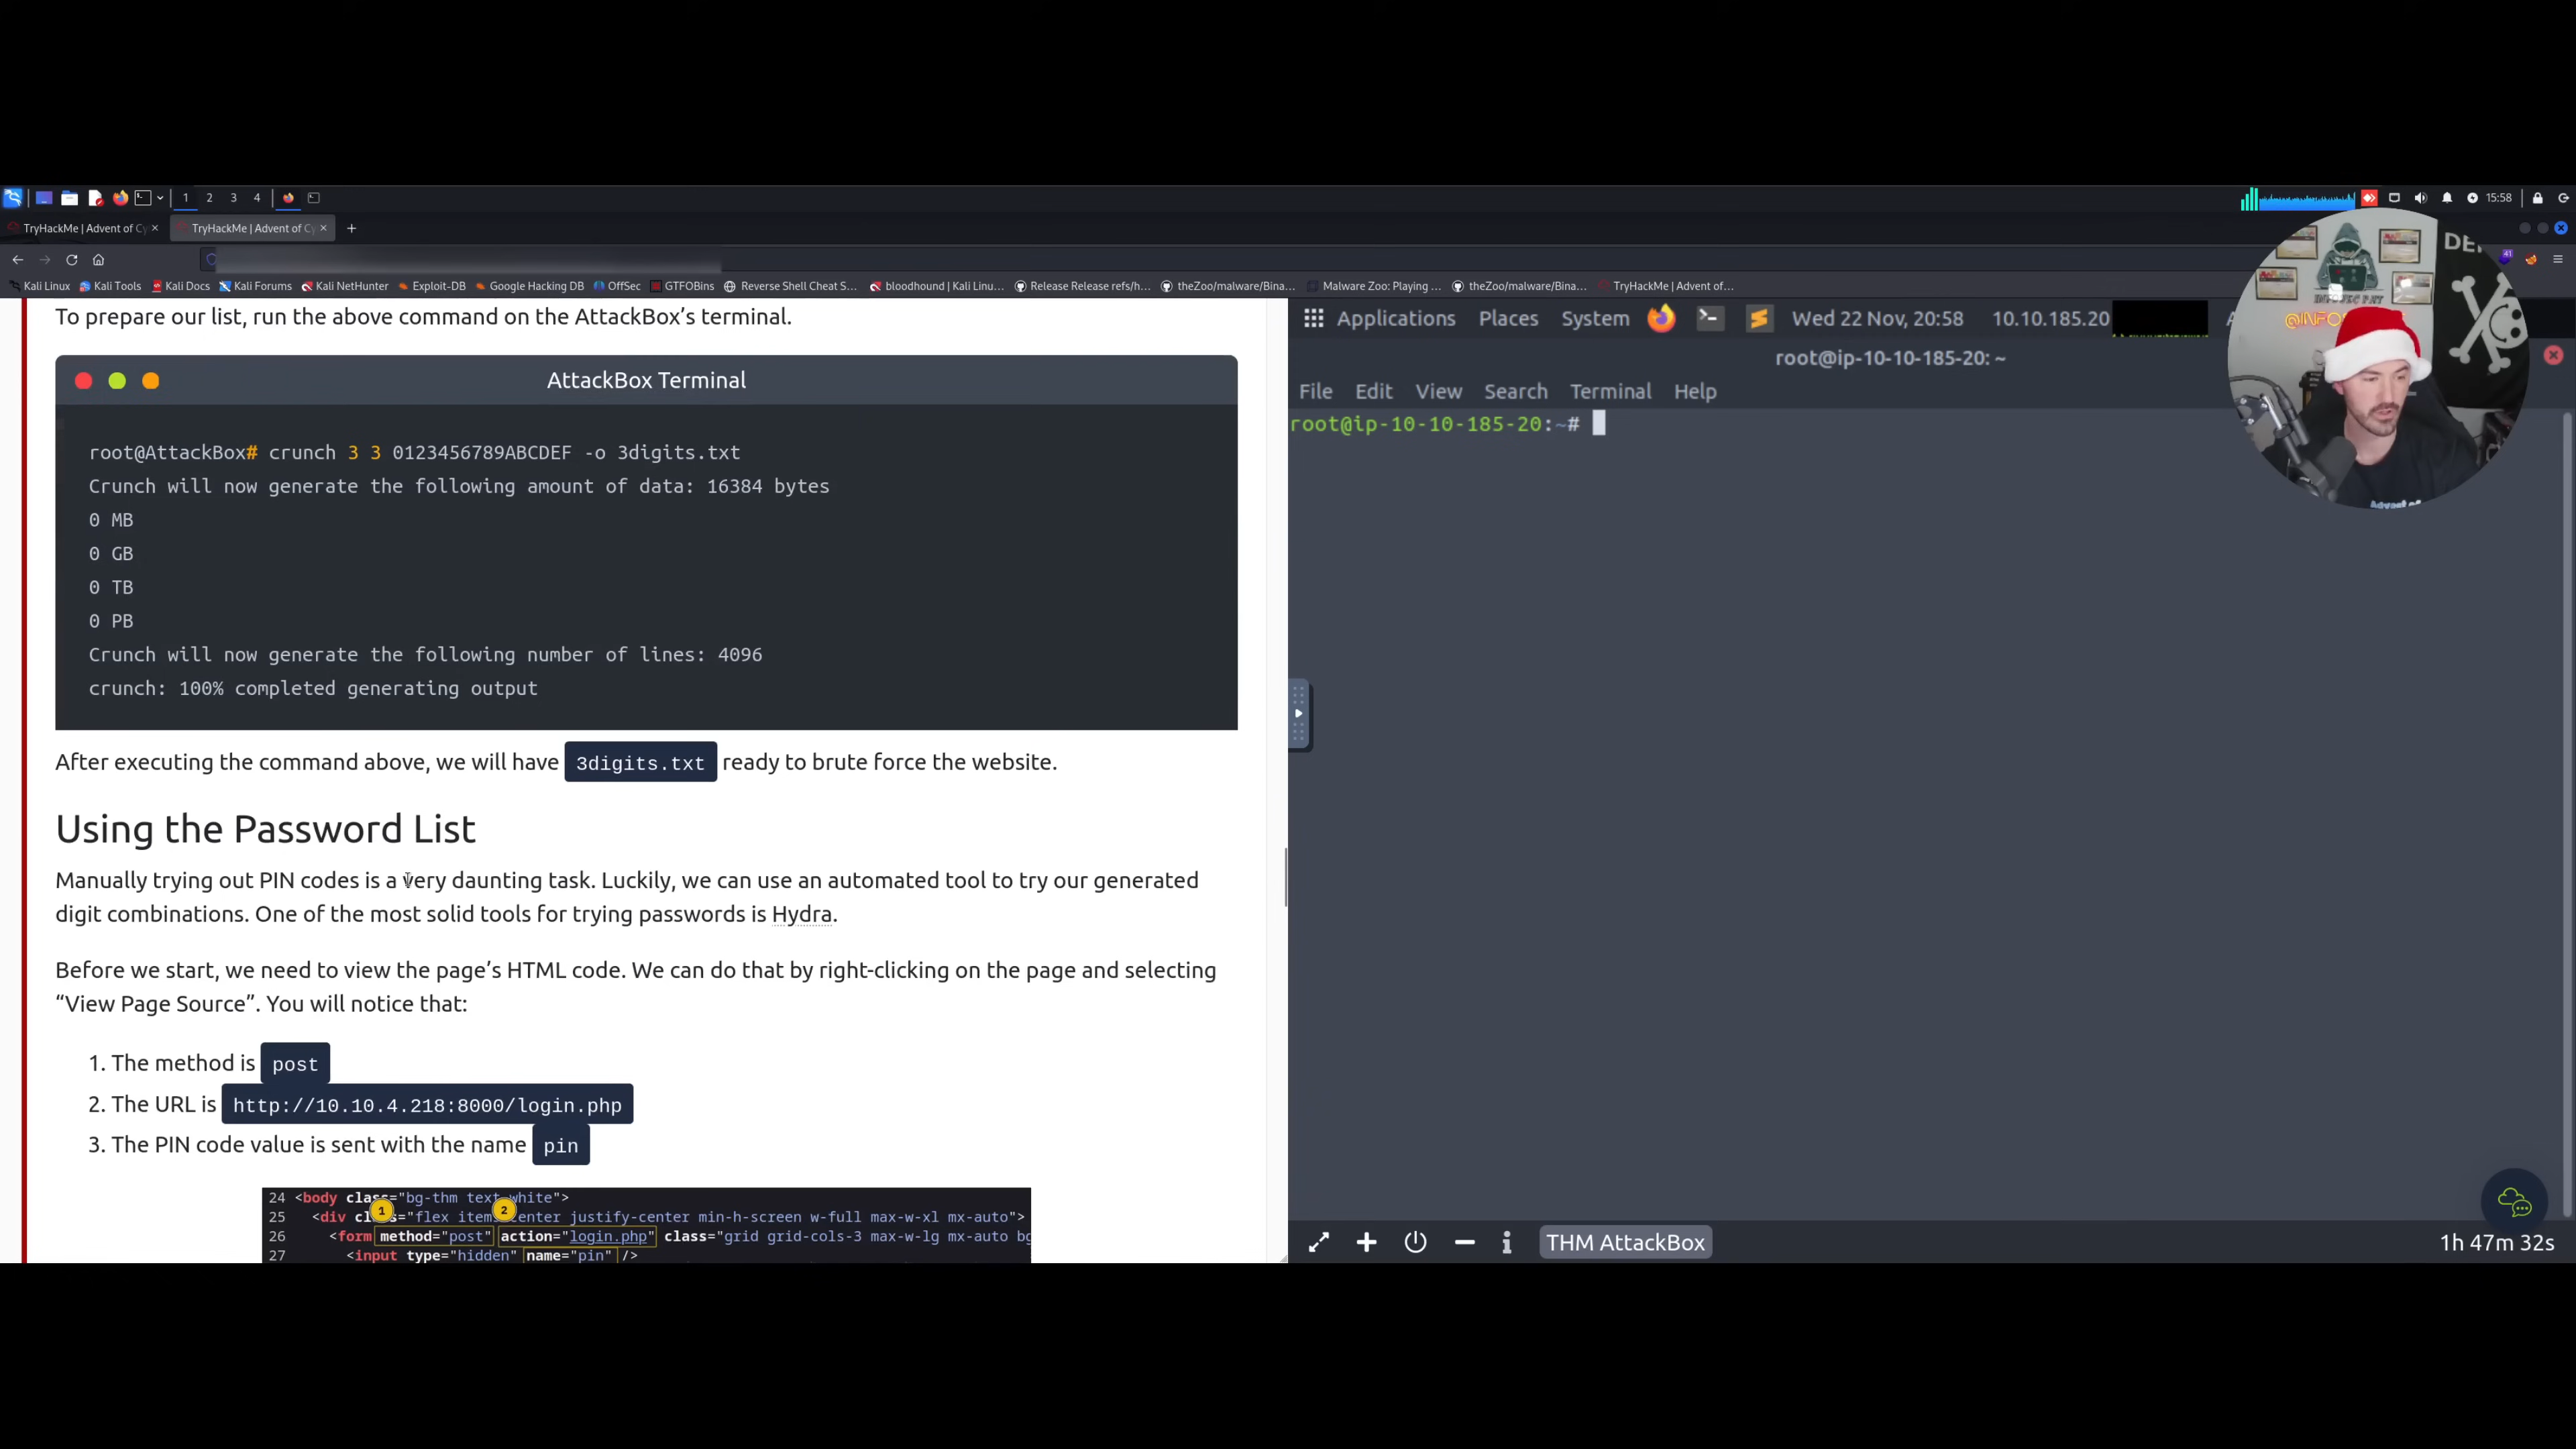 1 2 3 4
15:58
TryHackMe | Advent of Cy
TryHackMe | Advent of Cy
Kali Linux Kali Tools Kali Docs Kali Forums Kali NetHunter Exploit-DB Google Hacking DB OffSec GTFOBins Reverse Shell Cheat S... bloodhound | Kali Linu... Release Release refs/h... theZoo/malware/Bina... Malware Zoo: Playing ... theZoo/malware/Bina... TryHackMe | Advent of...
To prepare our list, run the above command on the AttackBox’s terminal.
AttackBox Terminal
root@AttackBox# crunch 3 3 0123456789ABCDEF -o 3digits.txt
Crunch will now generate the following amount of data: 16384 bytes
0 MB
0 GB
0 TB
0 PB
Crunch will now generate the following number of lines: 4096
crunch: 100% completed generating output
After executing the command above, we will have 3digits.txt ready to brute force the website.
Using the Password List
Manually trying out PIN codes is a very daunting task. Luckily, we can use an automated tool to try our generated
digit combinations. One of the most solid tools for trying passwords is Hydra.
Before we start, we need to view the page’s HTML code. We can do that by right-clicking on the page and selecting
“View Page Source”. You will notice that:
1. The method is post
2. The URL is http://10.10.4.218:8000/login.php
3. The PIN code value is sent with the name pin
1 2
24 <body class="bg-thm text-white">
25 <div cl ="flex item center justify-center min-h-screen w-full max-w-xl mx-auto">
26 <form method="post" action="login.php" class="grid grid-cols-3 max-w-lg mx-auto bg
27 <input type="hidden" name="pin" />
Applications Places System Wed 22 Nov, 20:58 10.10.185.20
root@ip-10-10-185-20: ~
File Edit View Search Terminal Help
root@ip-10-10-185-20:~#
DE
@INFO
Advent of
THM AttackBox
1h 47m 32s